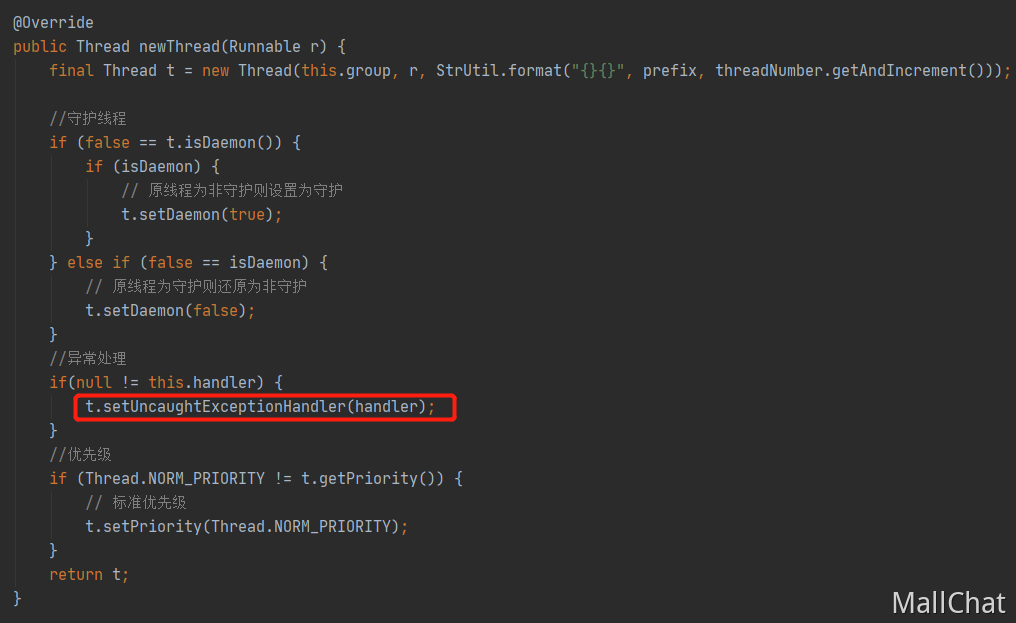 @Override
public Thread newThread(Runnable r) {
    final Thread t = new Thread(this.group, r, StrUtil.format("{}{}", prefix, threadNumber.getAndIncrement()));
    //守护线程
    if (false == t.isDaemon()) {
        if (isDaemon) {
            // 原线程为非守护则设置为守护
            t.setDaemon(true);
        }
    } else if (false == isDaemon) {
        // 原线程为守护则还原为非守护
        t.setDaemon(false);
    }
    //异常处理
    if(null != this.handler) {
        t.setUncaughtExceptionHandler(handler);
    }
    //优先级
    if (Thread.NORM_PRIORITY != t.getPriority()) {
        // 标准优先级
        t.setPriority(Thread.NORM_PRIORITY);
    }
    return t;
}
MallChat